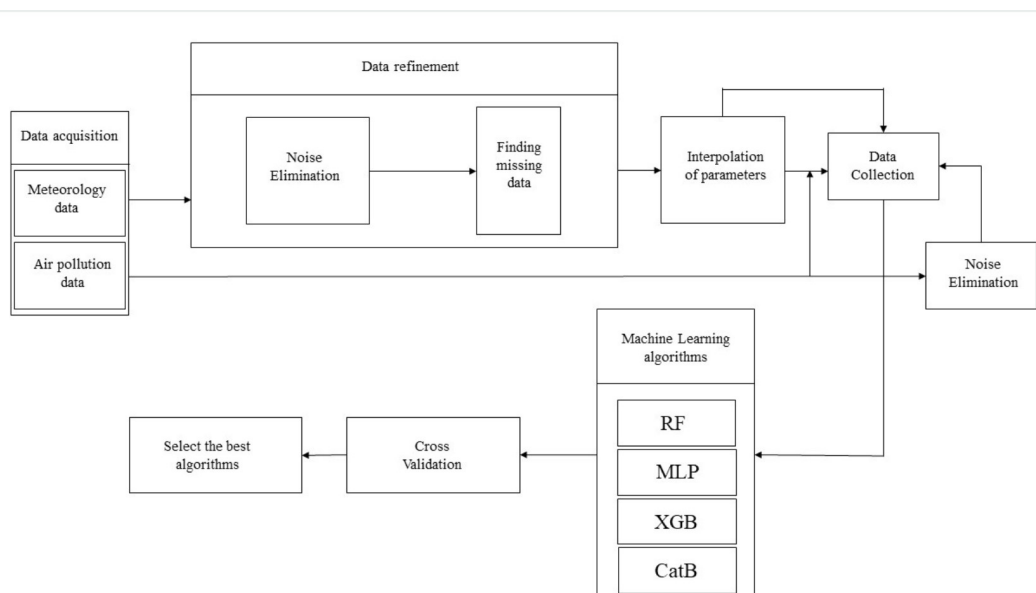 Data refinement
Data acquisition
Meteorology
data
Air pollution
data
Noise
Elimination
Finding
missing
data
Interpolation
of parameters
Data
Collection
Noise
Elimination
Machine Learning
algorithms
RF
MLP
XGB
CatB
Cross
Validation
Select the best
algorithms